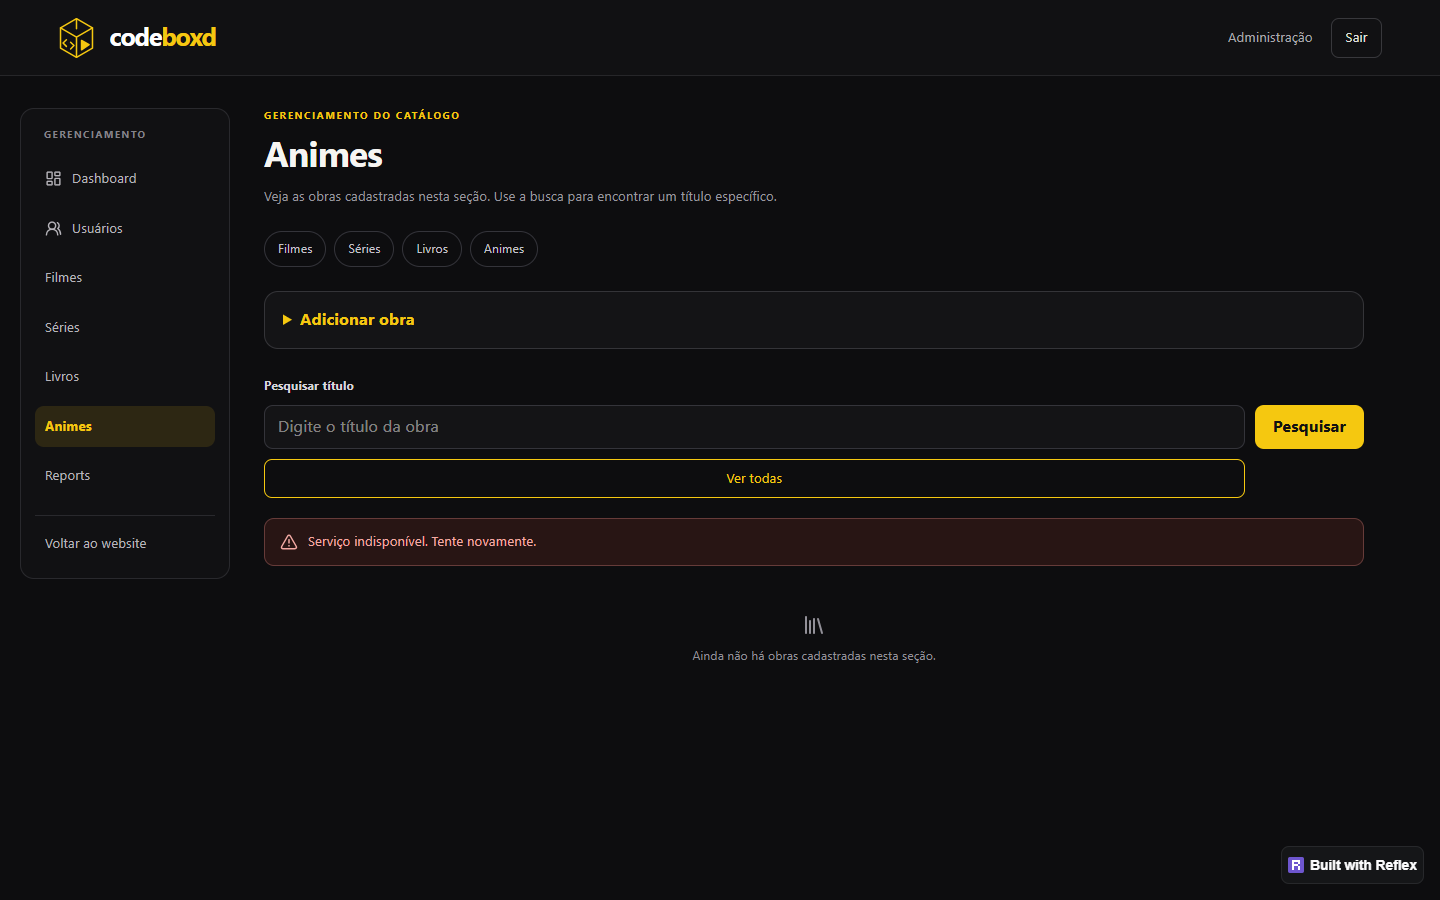 codeboxd
Administração
Sair
GERENCIAMENTO
Dashboard
Usuários
Filmes
Séries
Livros
Animes
Reports
Voltar ao website
GERENCIAMENTO DO CATÁLOGO
Animes
Veja as obras cadastradas nesta seção. Use a busca para encontrar um título específico.
Filmes
Séries
Livros
Animes
Adicionar obra
Pesquisar título
Digite o título da obra
Pesquisar
Ver todas
Serviço indisponível. Tente novamente.
Ainda não há obras cadastradas nesta seção.
Built with Reflex